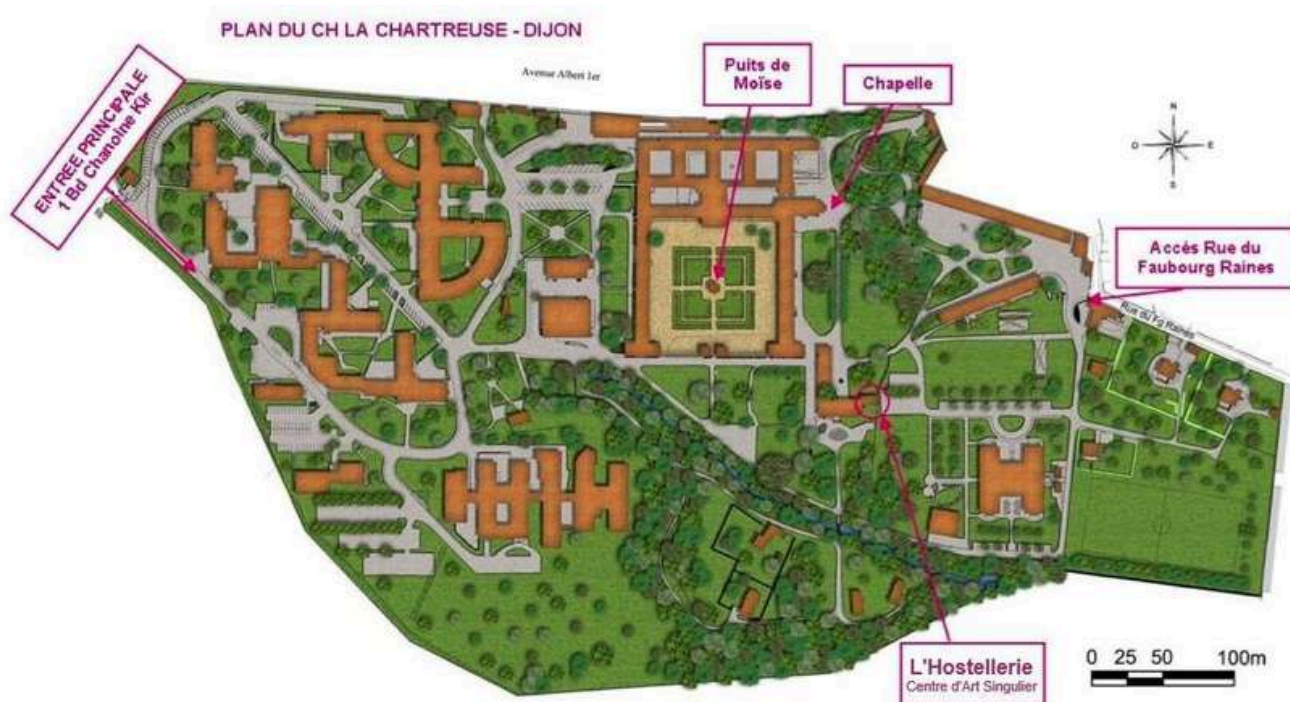 PLAN DU CH LA CHARTREUSE - DIJON
Avenue Albert 1er
Puits de
Moïse
Chapelle
ENTREE PRINCIPALE
1 Bd Chanoine Kir
N
O
E
S
Accès Rue du
Faubourg Raines
Rue du Fg Raines
L'Hostellerie
Centre d'Art Singulier
0 25 50 100m